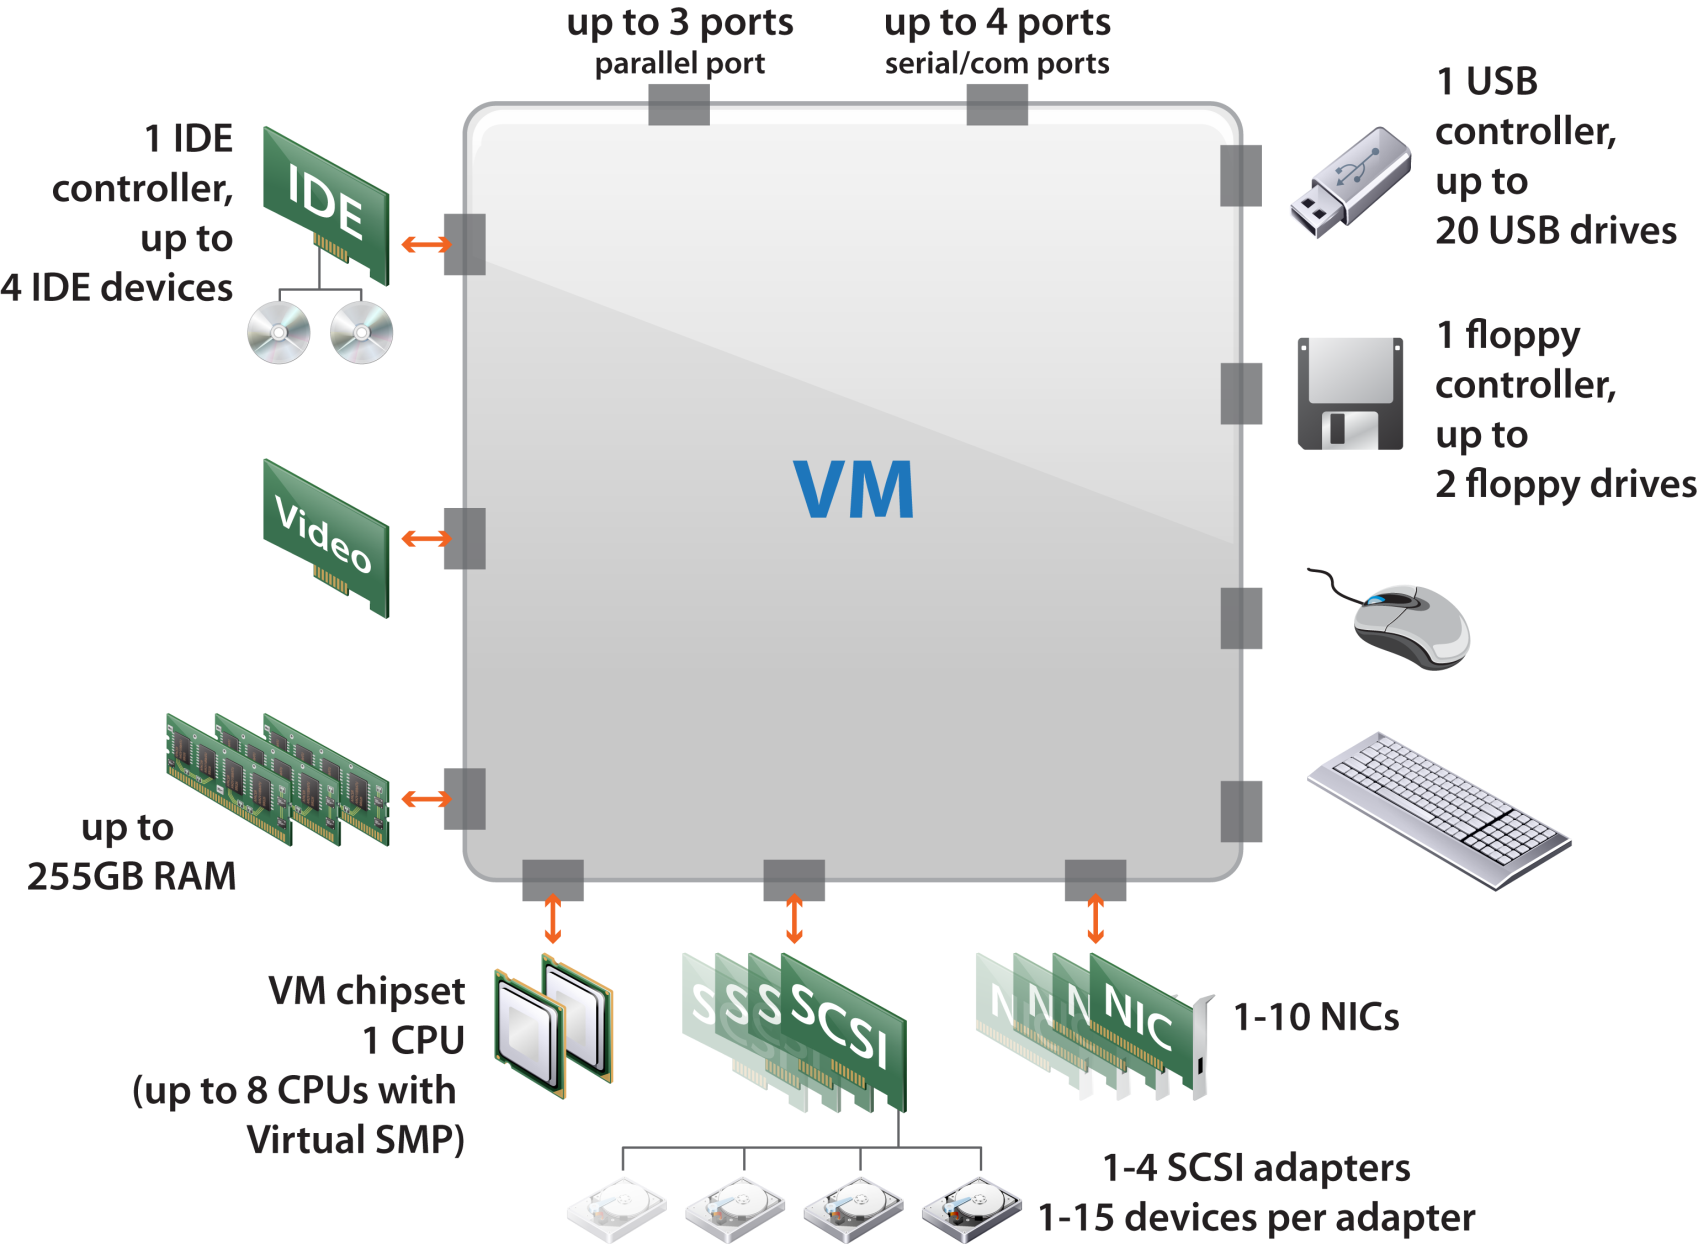 up to 3 ports
parallel port
up to 4 ports
serial/com ports
1 USB
controller,
up to
20 USB drives
1 IDE
controller,
up to
4 IDE devices
IDE
1 floppy
controller,
up to
2 floppy drives
VM
Video
up to
255GB RAM
VM chipset
1 CPU
(up to 8 CPUs with
Virtual SMP)
S
S
S
SCSI
N
N
N
NIC
1-10 NICs
1-4 SCSI adapters
1-15 devices per adapter